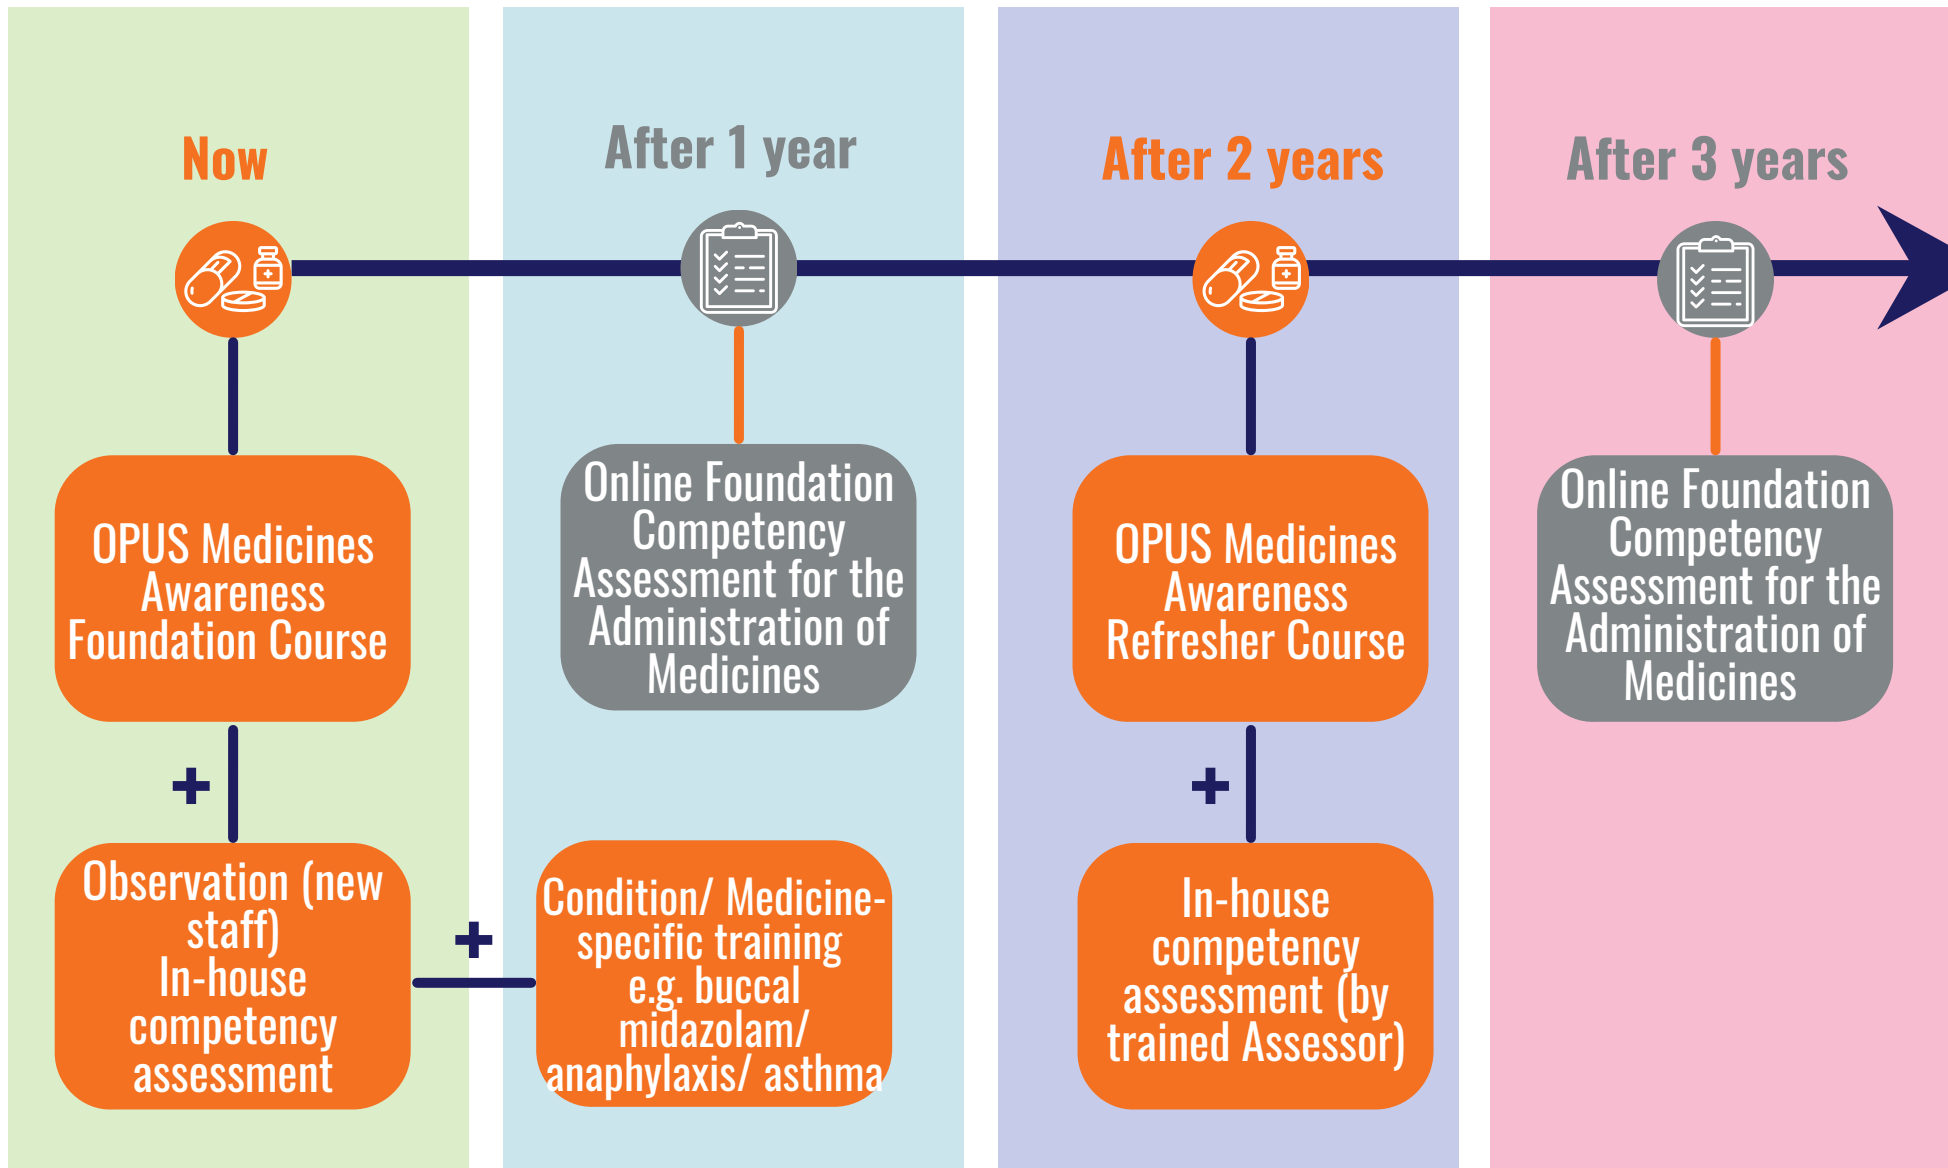 Now
After 1 year
After 2 years
After 3 years
OPUS Medicines
Awareness
Foundation Course
Online Foundation
Competency
Assessment for the
Administration of
Medicines
OPUS Medicines
Awareness
Refresher Course
Online Foundation
Competency
Assessment for the
Administration of
Medicines
+
+
Observation (new
staff)
In-house
competency
assessment
+
Condition/ Medicine-
specific training
e.g. buccal
midazolam/
anaphylaxis/ asthma
In-house
competency
assessment (by
trained Assessor)